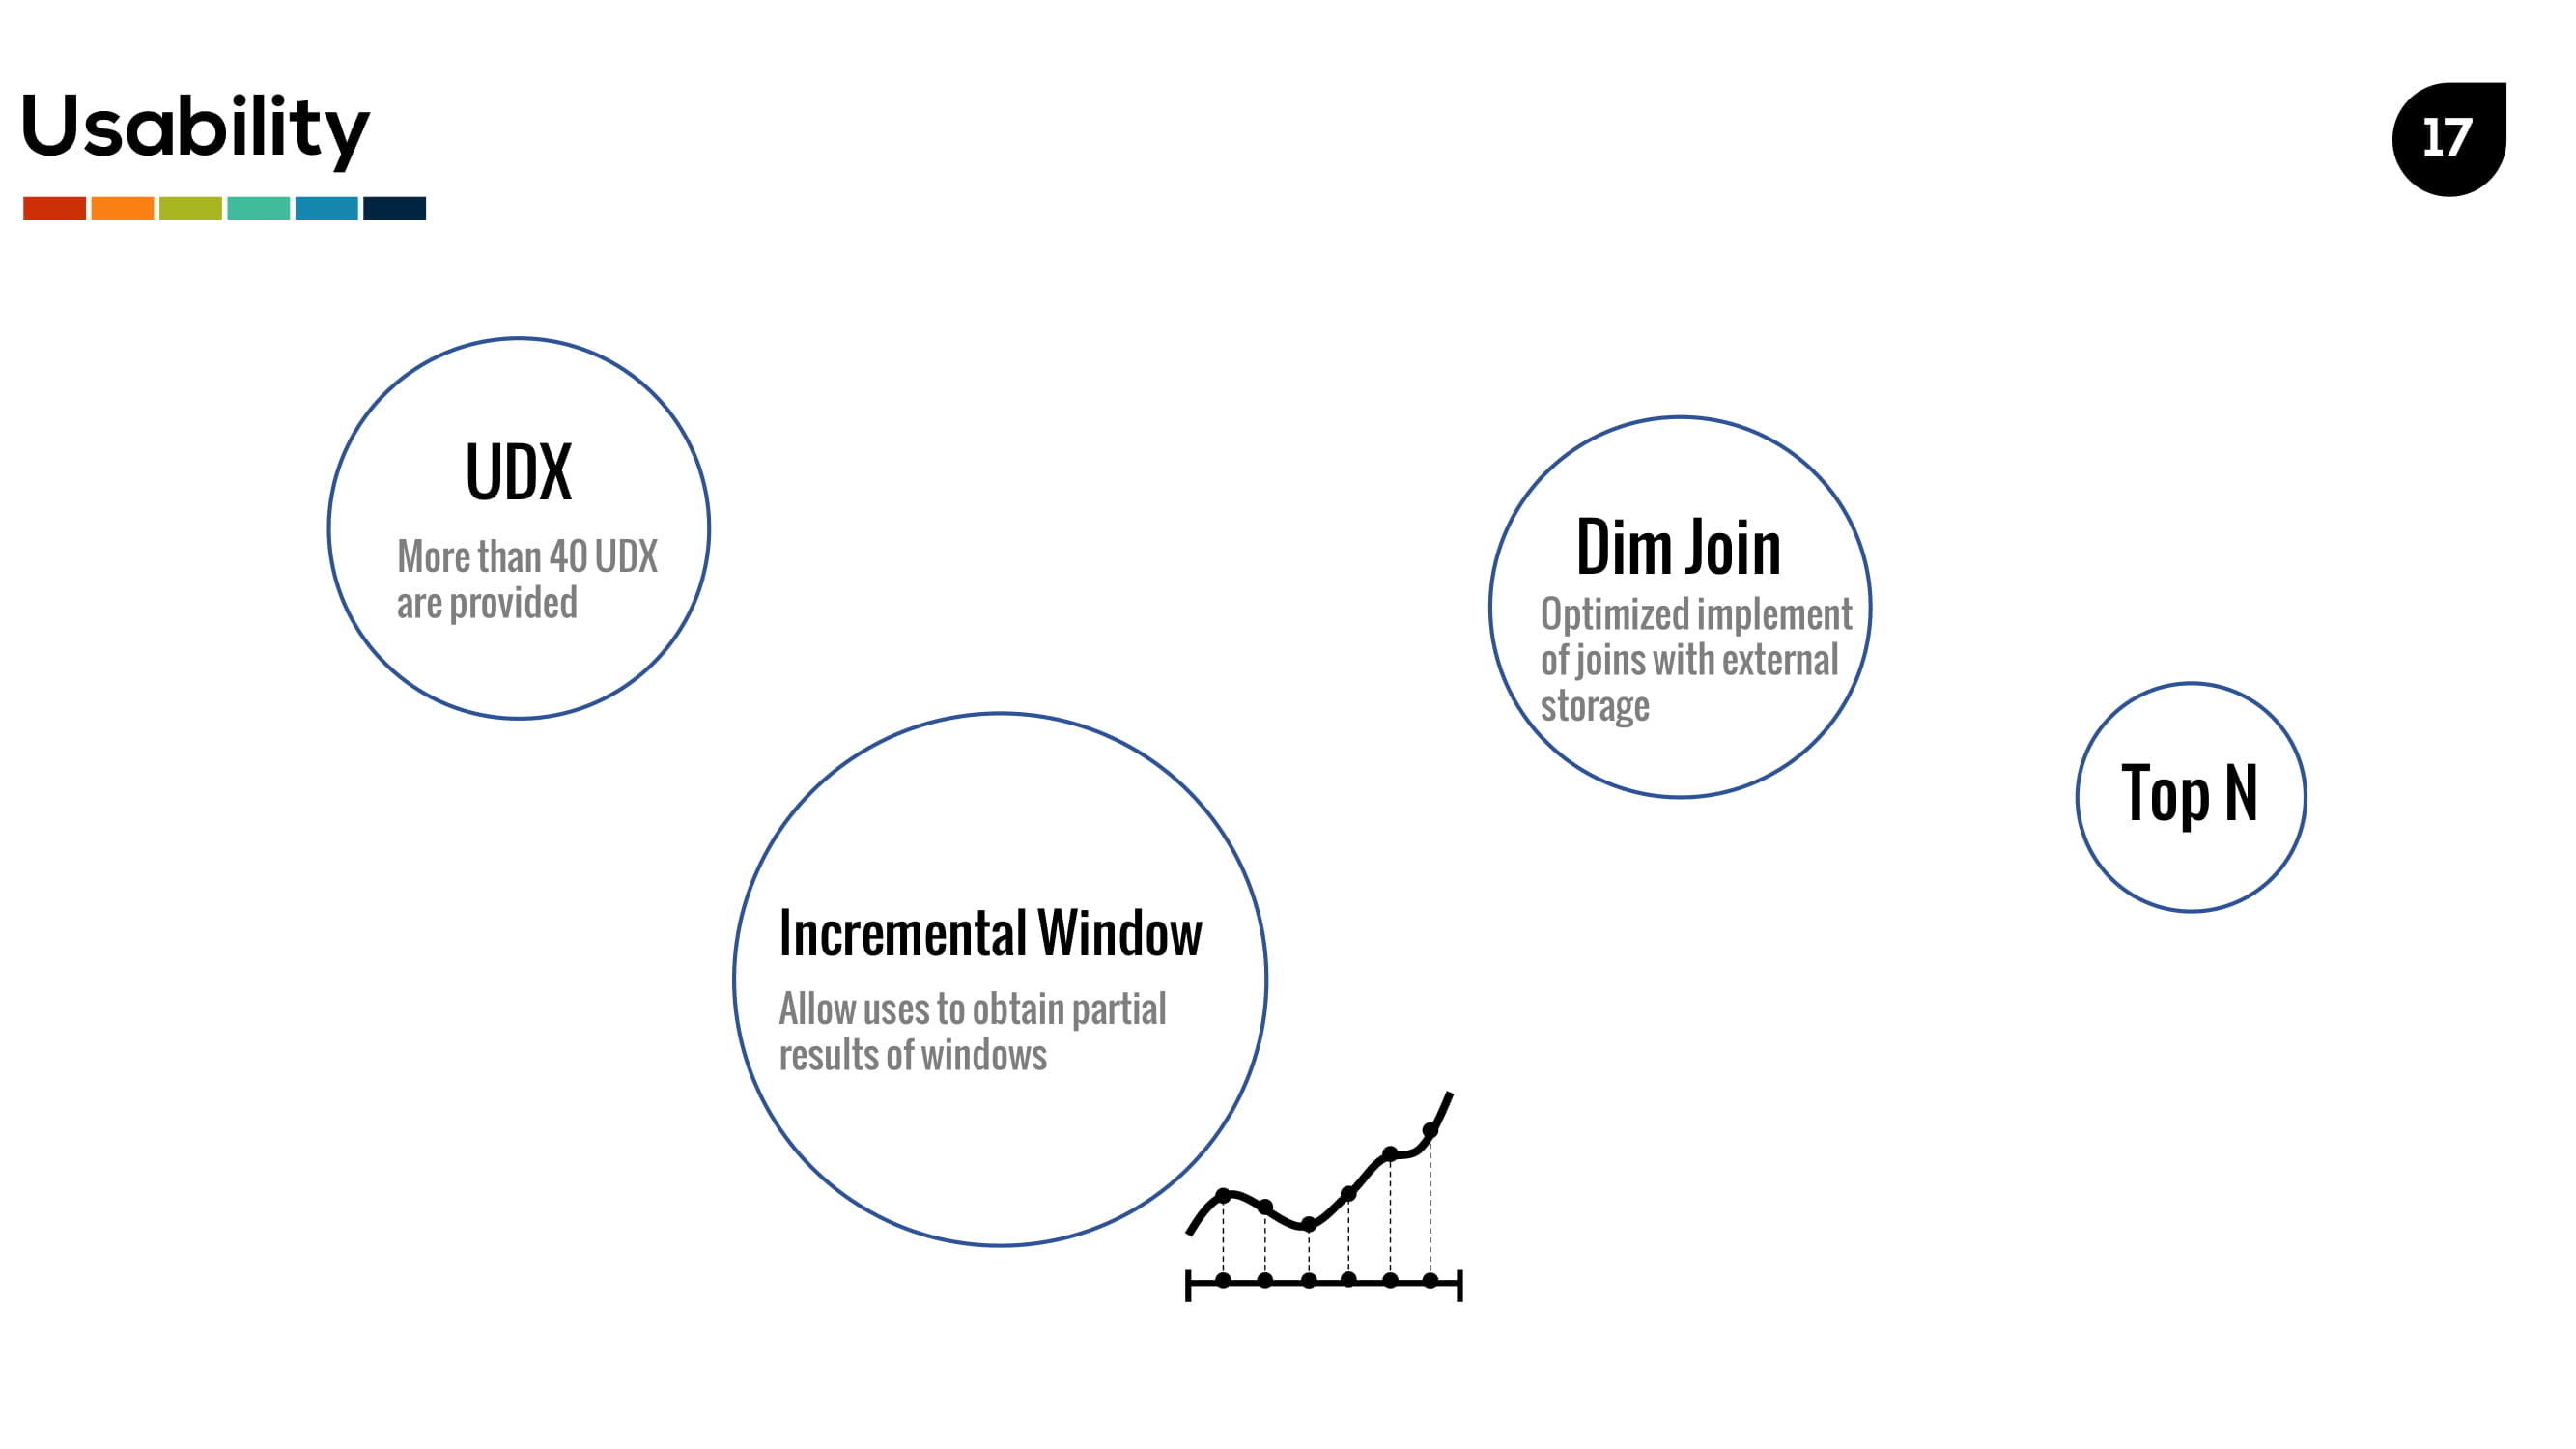 Usability
17
UDX
More than 40 UDX
are provided
Dim Join
Optimized implement
of joins with external
storage
Top N
Incremental Window
Allow uses to obtain partial
results of windows